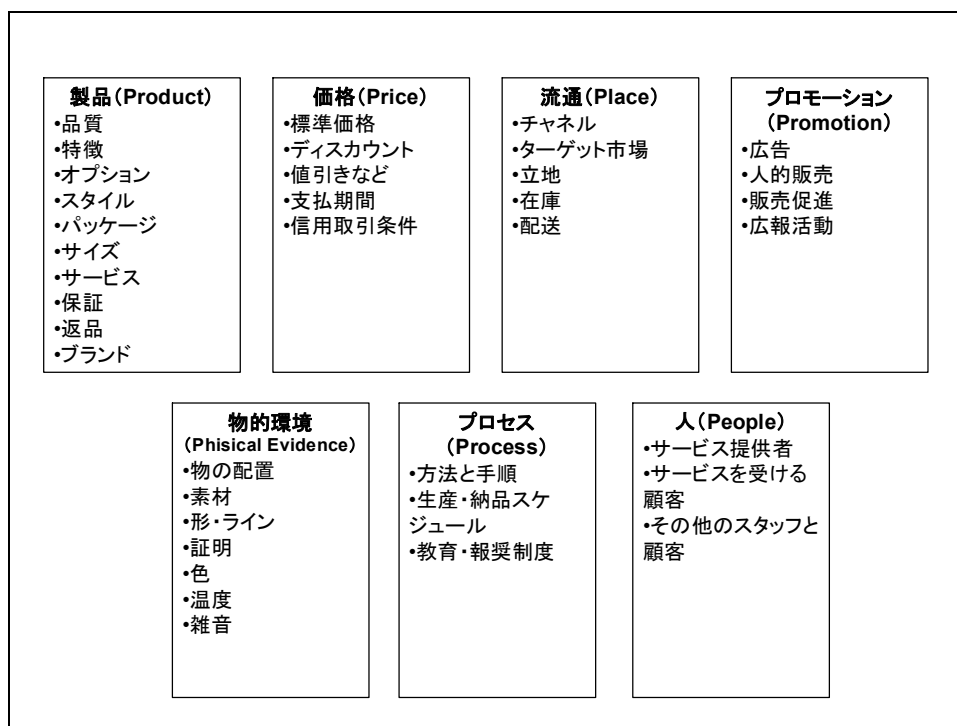 製品(Product)
•品質
•特徴
•オプション
•スタイル
•パッケージ
•サイズ
•サービス
•保証
•返品
•ブランド
価格(Price)
•標準価格
•ディスカウント
•値引きなど
•支払期間
•信用取引条件
流通(Place)
•チャネル
•ターゲット市場
•立地
•在庫
•配送
プロモーション
(Promotion)
•広告
•人的販売
•販売促進
•広報活動
物的環境
(Phisical Evidence)
•物の配置
•素材
•形・ライン
•証明
•色
•温度
•雑音
プロセス
(Process)
•方法と手順
•生産・納品スケ
ジュール
•教育・報奨制度
人(People)
•サービス提供者
•サービスを受ける
顧客
•その他のスタッフと
顧客